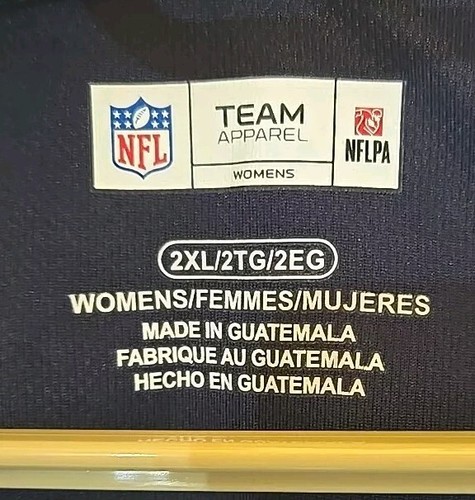 NFL
TEAM
APPAREL
WOMENS
NFLPA
2XL/2TG/2EG
WOMENS/FEMMES/MUJERES
MADE IN GUATEMALA
FABRIQUE AU GUATEMALA
HECHO EN GUATEMALA